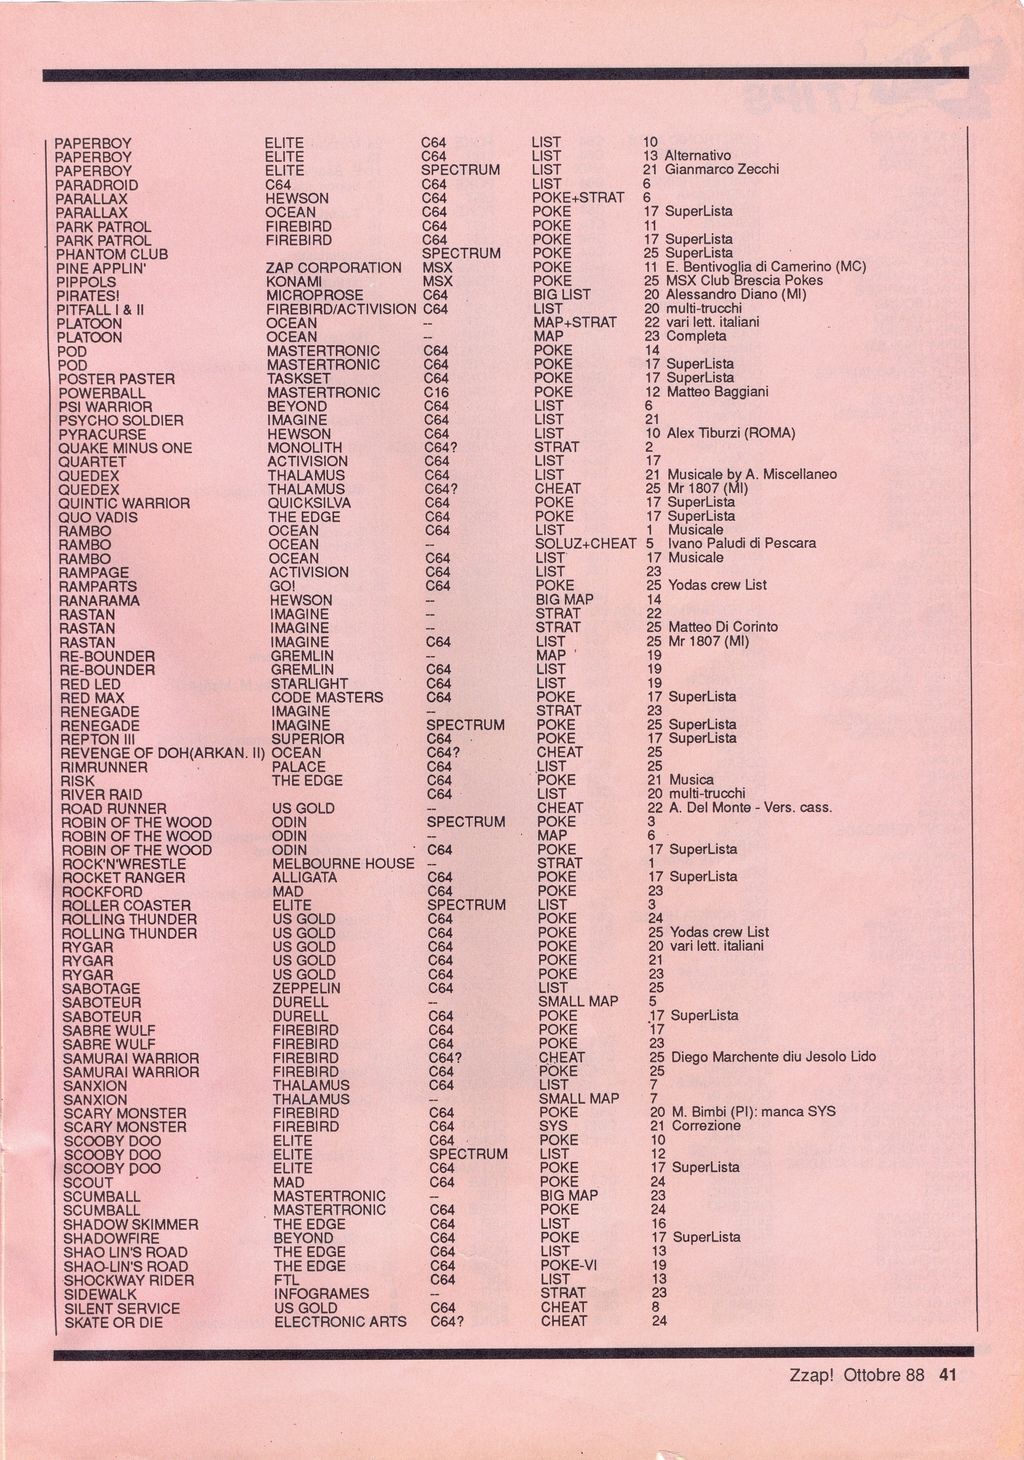 PAPERBOY ELITE C64 LIST 10
PAPERBOY ELITE C64 LIST 13 Alternativo
PAPERBOY ELITE SPECTRUM LIST 21 Gianmarco Zecchi
PARADROID C64 C64 LIST 6
PARALLAX HEWSON C64 POKE+STRAT 6
PARALLAX OCEAN C64 POKE 17 SuperLista
PARK PATROL FIREBIRD C64 POKE 11
PARK PATROL FIREBIRD C64 POKE 17 SuperLista
PHANTOM CLUB SPECTRUM POKE 25 SuperLista
PINE APPLIN' ZAP CORPORATION MSX POKE 11 E. Bentivoglia di Camerino (MC)
PIPPOLS KONAMI MSX POKE 25 MSX Club Brescia Pokes
PIRATES! MICROPROSE C64 BIG LIST 20 Alessandro Diano (MI)
PITFALL I & II FIREBIRD/ACTIVISION C64 LIST 20 multi-trucchi
PLATOON OCEAN -- MAP+STRAT 22 vari lett. italiani
PLATOON OCEAN -- MAP 23 Completa
POD MASTERTRONIC C64 POKE 14
POD MASTERTRONIC C64 POKE 17 SuperLista
POSTER PASTER TASKSET C64 POKE 17 SuperLista
POWERBALL MASTERTRONIC C16 POKE 12 Matteo Baggiani
PSI WARRIOR BEYOND C64 LIST 6
PSYCHO SOLDIER IMAGINE C64 LIST 21
PYRACURSE HEWSON C64 LIST 10 Alex Tiburzi (ROMA)
QUAKE MINUS ONE MONOLITH C64? STRAT 2
QUARTET ACTIVISION C64 LIST 17
QUEDEX THALAMUS C64 LIST 21 Musicale by A. Miscellaneo
QUEDEX THALAMUS C64? CHEAT 25 Mr 1807 (MI)
QUINTIC WARRIOR QUICKSILVA C64 POKE 17 SuperLista
QUO VADIS THE EDGE C64 POKE 17 SuperLista
RAMBO OCEAN C64 LIST 1 Musicale
RAMBO OCEAN -- SOLUZ+CHEAT 5 Ivano Paludi di Pescara
RAMBO OCEAN C64 LIST 17 Musicale
RAMPAGE ACTIVISION C64 LIST 23
RAMPARTS GO! C64 POKE 25 Yodas crew List
RANARAMA HEWSON -- BIG MAP 14
RASTAN IMAGINE -- STRAT 22
RASTAN IMAGINE -- STRAT 25 Matteo Di Corinto
RASTAN IMAGINE C64 LIST 25 Mr 1807 (MI)
RE-BOUNDER GREMLIN -- MAP 19
RE-BOUNDER GREMLIN C64 LIST 19
RED LED STARLIGHT C64 LIST 19
RED MAX CODE MASTERS C64 POKE 17 SuperLista
RENEGADE IMAGINE -- STRAT 23
RENEGADE IMAGINE SPECTRUM POKE 25 SuperLista
REPTON III SUPERIOR C64 POKE 17 SuperLista
REVENGE OF DOH(ARKAN. II) OCEAN C64? CHEAT 25
RIMRUNNER PALACE C64 LIST 25
RISK THE EDGE C64 POKE 21 Musica
RIVER RAID C64 LIST 20 multi-trucchi
ROAD RUNNER US GOLD -- CHEAT 22 A. Del Monte - Vers. cass.
ROBIN OF THE WOOD ODIN SPECTRUM POKE 3
ROBIN OF THE WOOD ODIN -- MAP 6
ROBIN OF THE WOOD ODIN C64 POKE 17 SuperLista
ROCK'N'WRESTLE MELBOURNE HOUSE -- STRAT 1
ROCKET RANGER ALLIGATA C64 POKE 17 SuperLista
ROCKFORD MAD C64 POKE 23
ROLLER COASTER ELITE SPECTRUM LIST 3
ROLLING THUNDER US GOLD C64 POKE 24
ROLLING THUNDER US GOLD C64 POKE 25 Yodas crew List
RYGAR US GOLD C64 POKE 20 vari lett. italiani
RYGAR US GOLD C64 POKE 21
RYGAR US GOLD C64 POKE 23
SABOTAGE ZEPPELIN C64 LIST 25
SABOTEUR DURELL -- SMALL MAP 5
SABOTEUR DURELL C64 POKE 17 SuperLista
SABRE WULF FIREBIRD C64 POKE 17
SABRE WULF FIREBIRD C64 POKE 23
SAMURAI WARRIOR FIREBIRD C64? CHEAT 25 Diego Marchente diu Jesolo Lido
SAMURAI WARRIOR FIREBIRD C64 POKE 25
SANXION THALAMUS C64 LIST 7
SANXION THALAMUS -- SMALL MAP 7
SCARY MONSTER FIREBIRD C64 POKE 20 M. Bimbi (PI): manca SYS
SCARY MONSTER FIREBIRD C64 SYS 21 Correzione
SCOOBY DOO ELITE C64 POKE 10
SCOOBY DOO ELITE SPECTRUM LIST 12
SCOOBY DOO ELITE C64 POKE 17 SuperLista
SCOUT MAD C64 POKE 24
SCUMBALL MASTERTRONIC -- BIG MAP 23
SCUMBALL MASTERTRONIC C64 POKE 24
SHADOW SKIMMER THE EDGE C64 LIST 16
SHADOWFIRE BEYOND C64 POKE 17 SuperLista
SHAO LIN'S ROAD THE EDGE C64 LIST 13
SHAO-LIN'S ROAD THE EDGE C64 POKE-VI 19
SHOCKWAY RIDER FTL C64 LIST 13
SIDEWALK INFOGRAMES -- STRAT 23
SILENT SERVICE US GOLD C64 CHEAT 8
SKATE OR DIE ELECTRONIC ARTS C64? CHEAT 24
Zzap! Ottobre 88 41